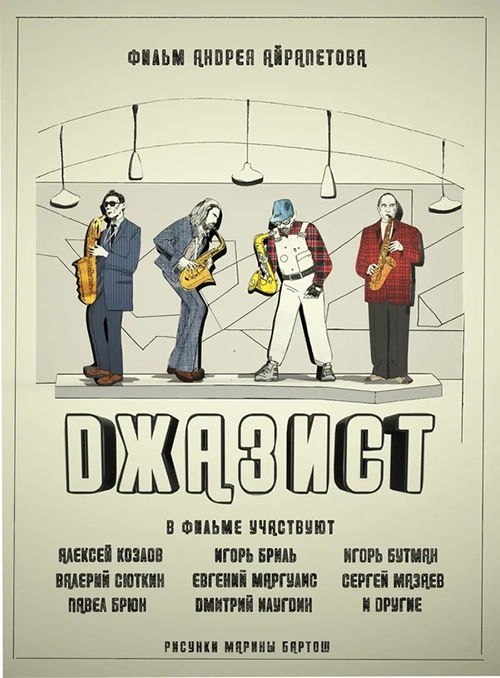 ФИЛЬМ АНДРЕЯ АЙРАПЕТОВА
ДЖАЗИСТ
В ФИЛЬМЕ УЧАСТВУЮТ
АЛЕКСЕЙ КОЗЛОВ ИГОРЬ БРИЛЬ ИГОРЬ БУТМАН
ВАЛЕРИЙ СЮТКИН ЕВГЕНИЙ МАРГУЛИС СЕРГЕЙ МАЗАЕВ
ПАВЕЛ БРЮН ДМИТРИЙ НАУГОЙН И ДРУГИЕ
РИСУНКИ МАРИНЫ БАРТОШ